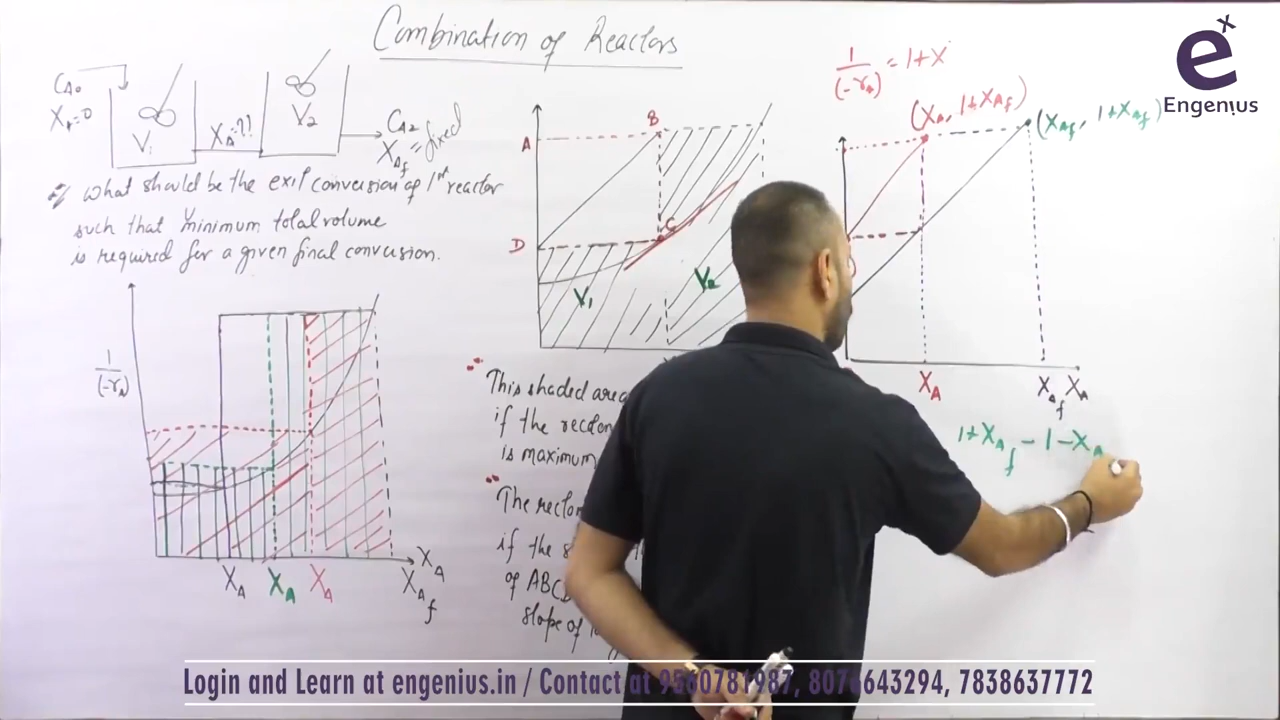 Combination of Reactors
CA0
XA=0
V1
XA=??
V2
CA2
XAf = fixed
what should be the exit conversion of 1st reactor
such that minimum total volume
is required for a given final conversion.
1
(-rA)
XA
XA
XA
XAf
XA
A
B
C
D
V1
V2
This shaded area
if the
is maximum
The
if the
of ABCD
slope of
1/(-rA) = 1+X
(XA, 1+XAf)
(XAf, 1+XAf)
XA
XAf
XA
1+XAf - 1 - XA
ex
Engenius
Login and Learn at engenius.in / Contact at 9560781987, 8076643294, 7838637772